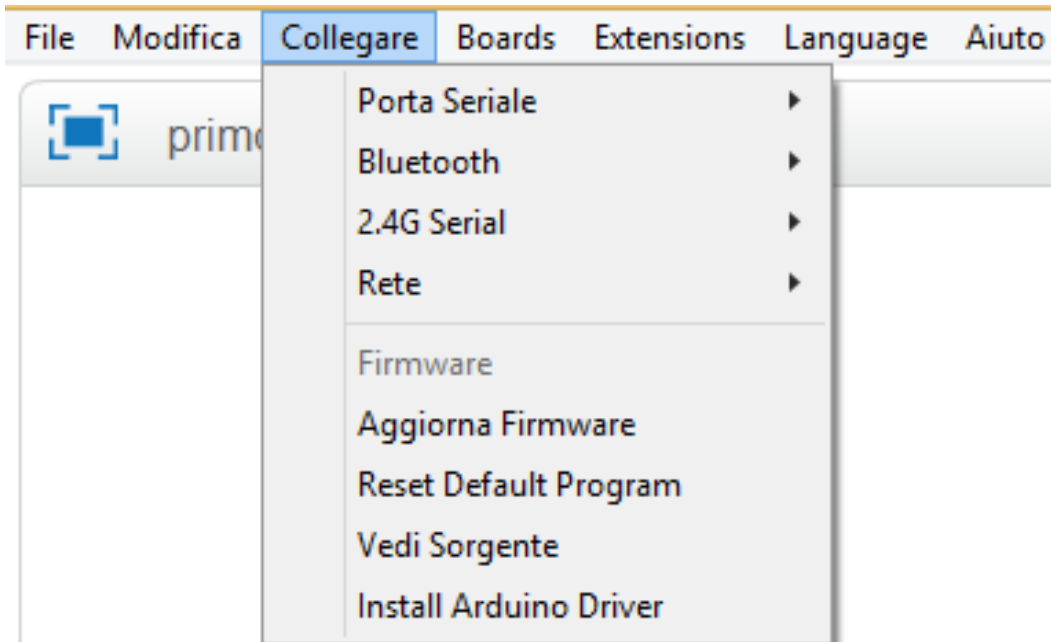 File Modifica Collegare Boards Extensions Language Aiuto
Porta Seriale
Bluetooth
2.4G Serial
Rete
Firmware
Aggiorna Firmware
Reset Default Program
Vedi Sorgente
Install Arduino Driver